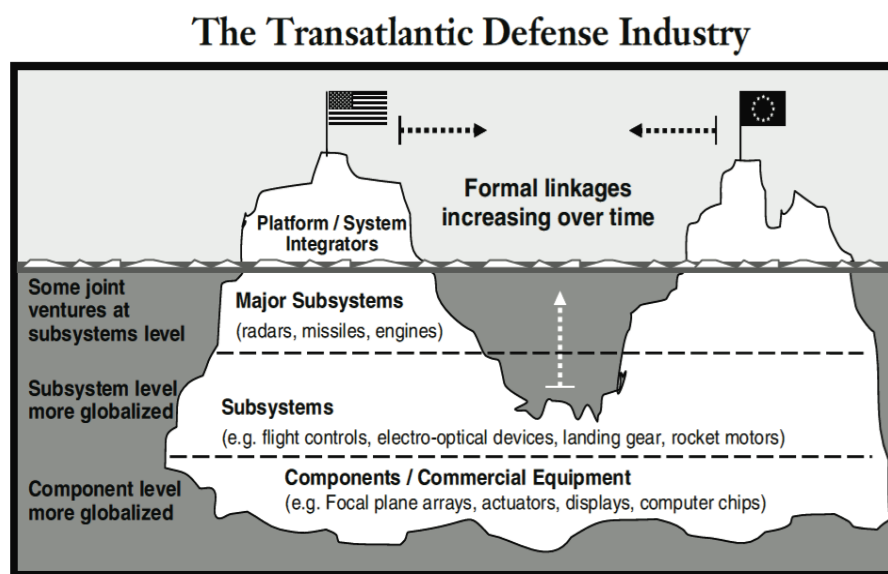 The Transatlantic Defense Industry
Formal linkages
increasing over time
Platform / System
Integrators
Some joint
ventures at
subsystems level
Major Subsystems
(radars, missiles, engines)
Subsystem level
more globalized
Subsystems
(e.g. flight controls, electro-optical devices, landing gear, rocket motors)
Component level
more globalized
Components / Commercial Equipment
(e.g. Focal plane arrays, actuators, displays, computer chips)